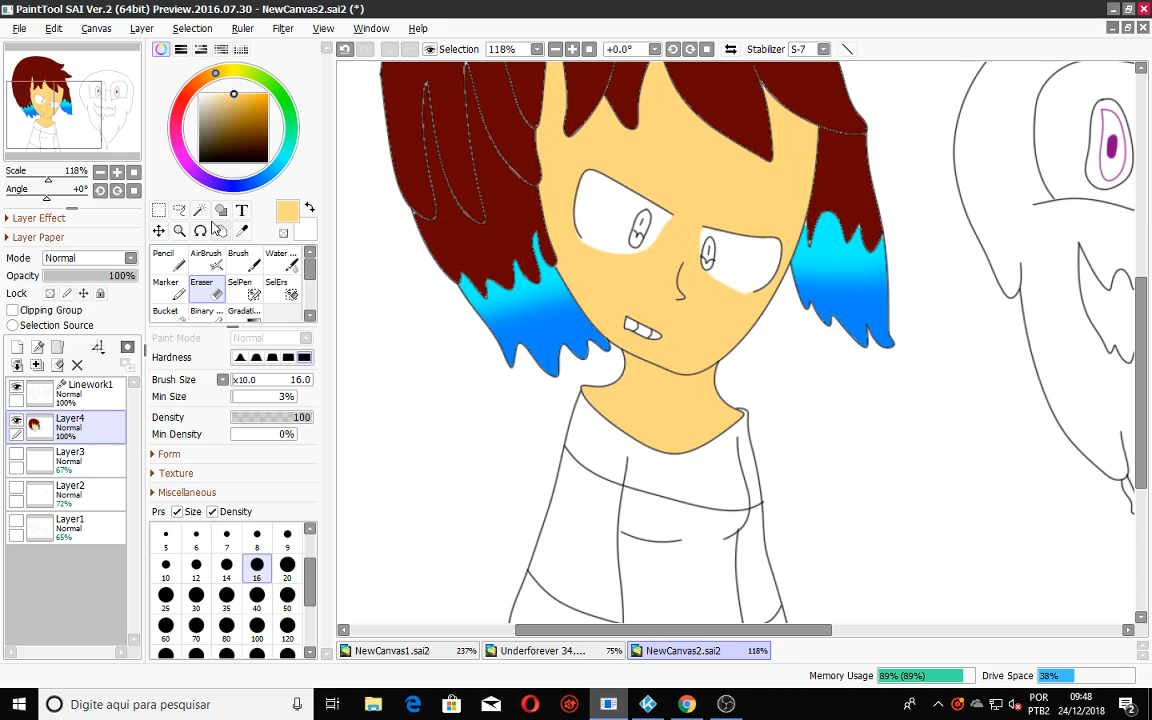 PaintTool SAI Ver.2 (64bit) Preview.2016.07.30 - NewCanvas2.sai2 (*)
File Edit Canvas Layer Selection Ruler Filter View Window Help
Selection 118% +0.0° Stabilizer S-7
Scale 118%
Angle +0°
Layer Effect
Layer Paper
Mode Normal
Opacity 100%
Lock
Clipping Group
Selection Source
Linework1
Normal
100%
Layer4
Normal
100%
Layer3
Normal
67%
Layer2
Normal
72%
Layer1
Normal
65%
T
Pencil AirBrush Brush Water ...
Marker Eraser SelPen SelErs
Bucket Binary ... Gradati...
Paint Mode Normal
Hardness
Brush Size x10.0 16.0
Min Size 3%
Density 100
Min Density 0%
Form
Texture
Miscellaneous
Prs Size Density
5 6 7 8 9
10 12 14 16 20
25 30 35 40 50
60 70 80 100 120
NewCanvas1.sai2 237% Underforever 34.... 75% NewCanvas2.sai2 118%
Memory Usage 89% (89%) Drive Space 38%
Digite aqui para pesquisar
POR
PTB2
09:48
24/12/2018
2